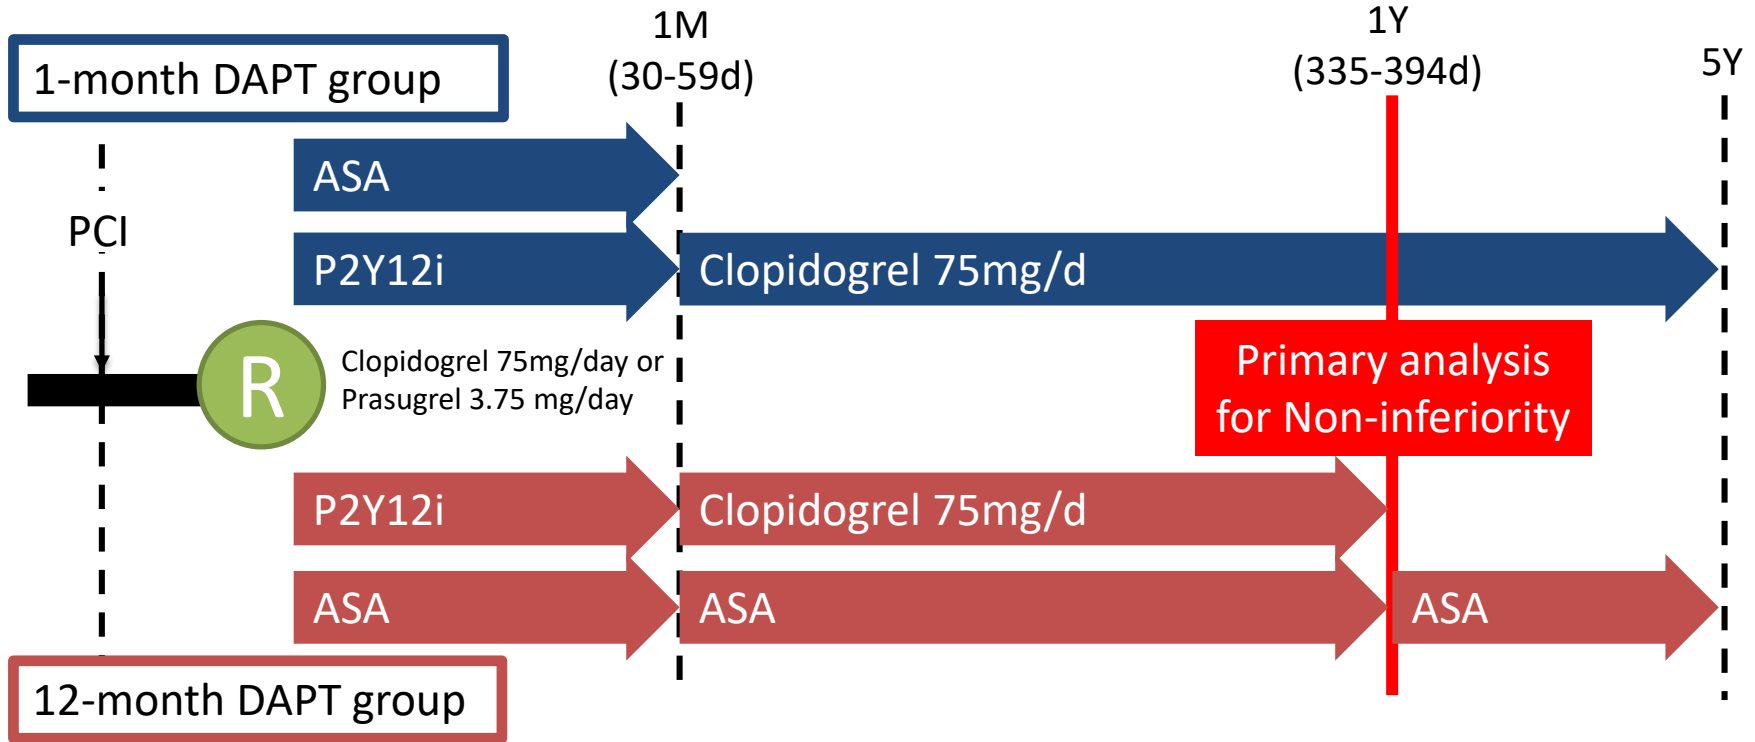 1M
(30-59d)
1Y
(335-394d)
5Y
1-month DAPT group
ASA
PCI
P2Y12i
Clopidogrel 75mg/d
R
Clopidogrel 75mg/day or
Prasugrel 3.75 mg/day
Primary analysis
for Non-inferiority
P2Y12i
Clopidogrel 75mg/d
ASA
ASA
ASA
12-month DAPT group